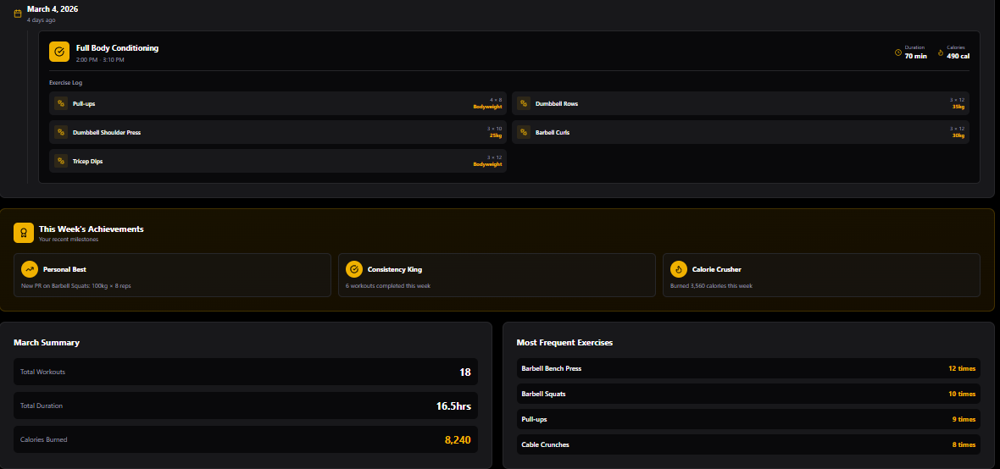 March 4, 2026
4 days ago
Full Body Conditioning
2:00 PM - 3:10 PM
Duration
70 min
Calories
490 cal
Exercise Log
Pull-ups
4 × 8
Bodyweight
Dumbbell Rows
3 × 12
35kg
Dumbbell Shoulder Press
3 × 10
25kg
Barbell Curls
3 × 12
30kg
Tricep Dips
3 × 12
Bodyweight
This Week's Achievements
Your recent milestones
Personal Best
New PR on Barbell Squats: 100kg × 8 reps
Consistency King
6 workouts completed this week
Calorie Crusher
Burned 3,560 calories this week
March Summary
Total Workouts
18
Total Duration
16.5hrs
Calories Burned
8,240
Most Frequent Exercises
Barbell Bench Press
12 times
Barbell Squats
10 times
Pull-ups
9 times
Cable Crunches
8 times